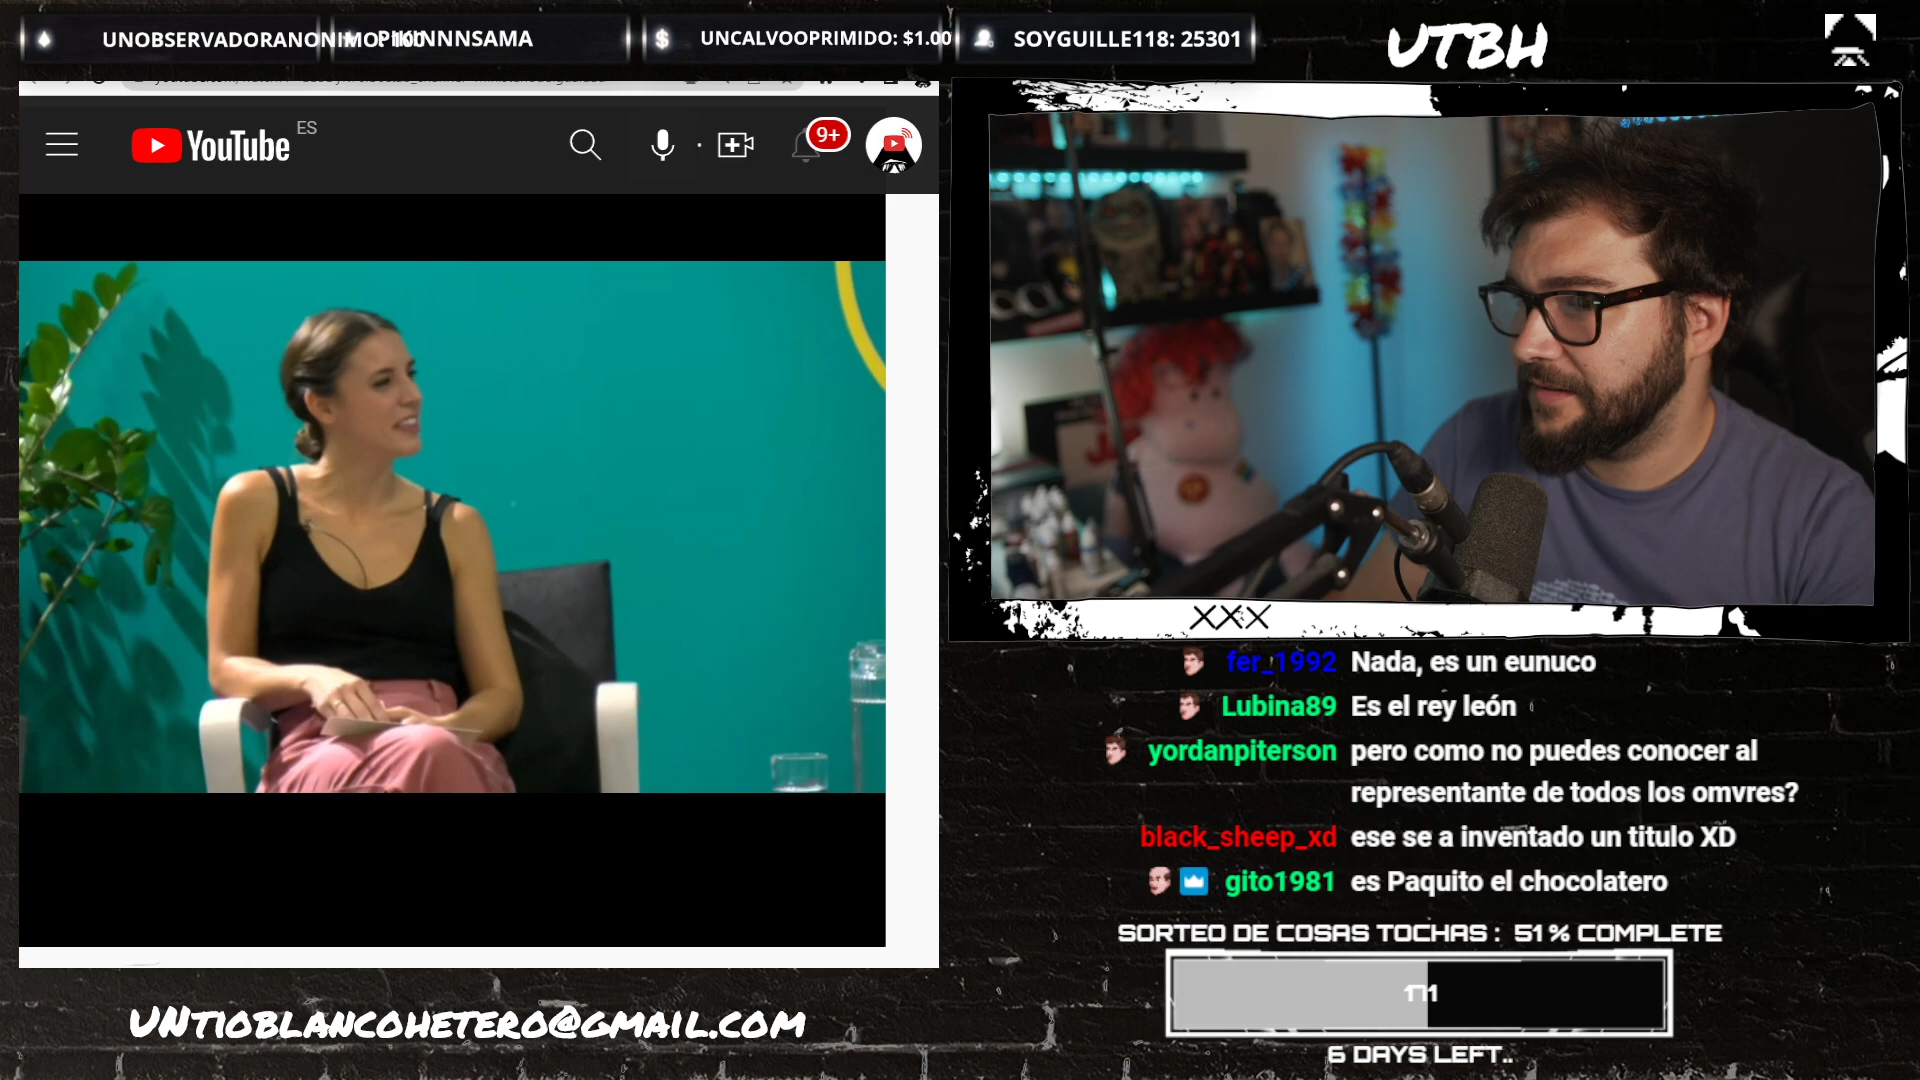 PIKINNNSAMA
UNCALVOOPRIMIDO: $1.00
SOYGUILLE118: 25301
UTBH
YouTube
ES
9+
XXX
fer_1992 Nada, es un eunuco
Lubina89 Es el rey león
yordanpiterson pero como no puedes conocer al
representante de todos los omvres?
black_sheep_xd ese se a inventado un titulo XD
gito1981 es Paquito el chocolatero
SORTEO DE COSAS TOCHAS : 51% COMPLETE
171
6 DAYS LEFT..
UNTIOBLANCOHETERO@GMAIL.COM